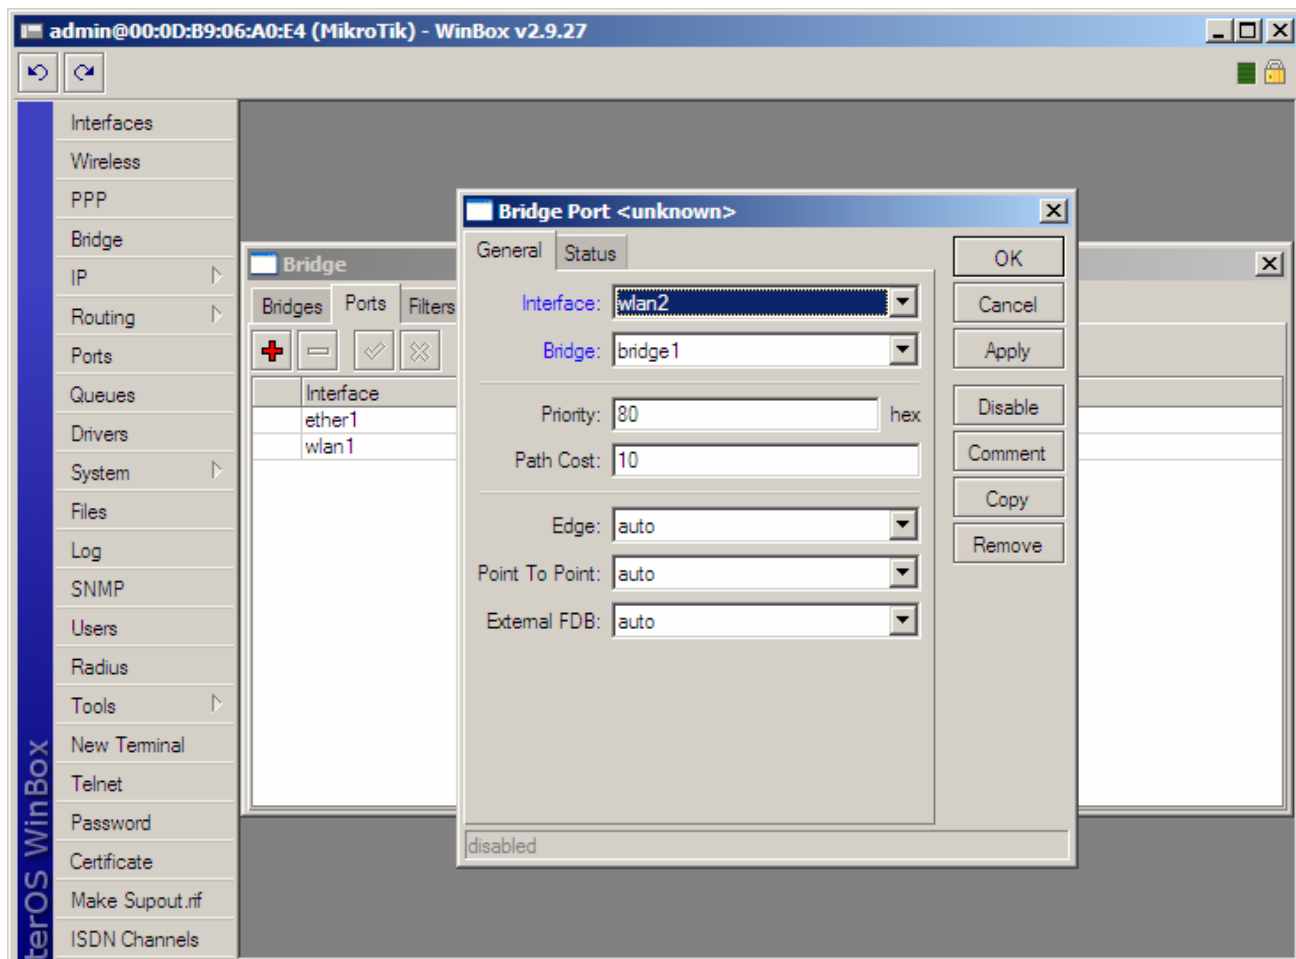 admin@00:0D:B9:06:A0:E4 (MikroTik) - WinBox v2.9.27
Interfaces
Wireless
PPP
Bridge
IP
Routing
Ports
Queues
Drivers
System
Files
Log
SNMP
Users
Radius
Tools
New Terminal
Telnet
Password
Certificate
Make Supout.rif
ISDN Channels
terOS WinBox
Bridge
Bridges Ports Filters
Interface
ether1
wlan1
Bridge Port <unknown>
General Status
Interface: wlan2
Bridge: bridge1
Priority: 80 hex
Path Cost: 10
Edge: auto
Point To Point: auto
External FDB: auto
OK
Cancel
Apply
Disable
Comment
Copy
Remove
disabled